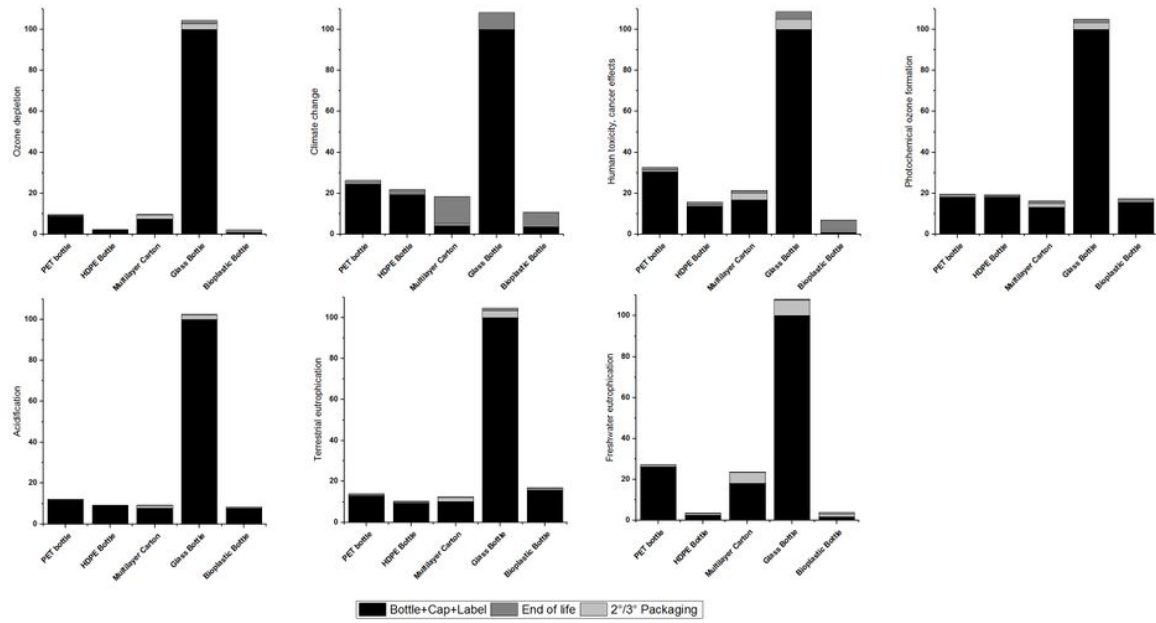 Ozone depletion
100
80
60
40
20
0
PET bottle
HDPE Bottle
Multilayer Carton
Glass Bottle
Bioplastic Bottle
Climate change
100
80
60
40
20
0
PET bottle
HDPE Bottle
Multilayer Carton
Glass Bottle
Bioplastic Bottle
Human toxicity, cancer effects
100
80
60
40
20
0
PET bottle
HDPE Bottle
Multilayer Carton
Glass Bottle
Bioplastic Bottle
Photochemical ozone formation
100
80
60
40
20
0
PET bottle
HDPE Bottle
Multilayer Carton
Glass Bottle
Bioplastic Bottle
Acidification
100
80
60
40
20
0
PET bottle
HDPE Bottle
Multilayer Carton
Glass Bottle
Bioplastic Bottle
Terrestrial eutrophication
100
80
60
40
20
0
PET bottle
HDPE Bottle
Multilayer Carton
Glass Bottle
Bioplastic Bottle
Freshwater eutrophication
100
80
60
40
20
0
PET bottle
HDPE Bottle
Multilayer Carton
Glass Bottle
Bioplastic Bottle
Bottle+Cap+Label End of life 2°/3° Packaging